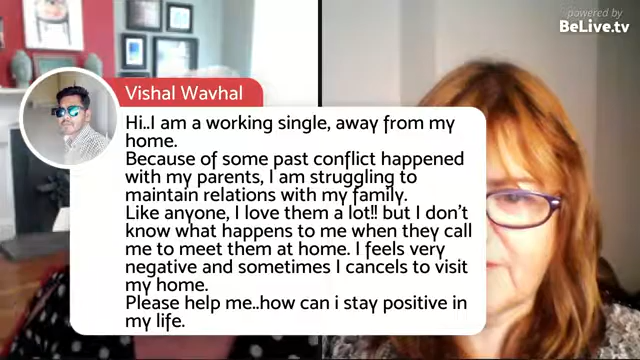 powered by
BeLive.tv
Vishal Wavhal
Hi..I am a working single, away from my
home.
Because of some past conflict happened
with my parents, I am struggling to
maintain relations with my family.
Like anyone, I love them a lot!! but I don't
know what happens to me when they call
me to meet them at home. I feels very
negative and sometimes I cancels to visit
my home.
Please help me..how can i stay positive in
my life.